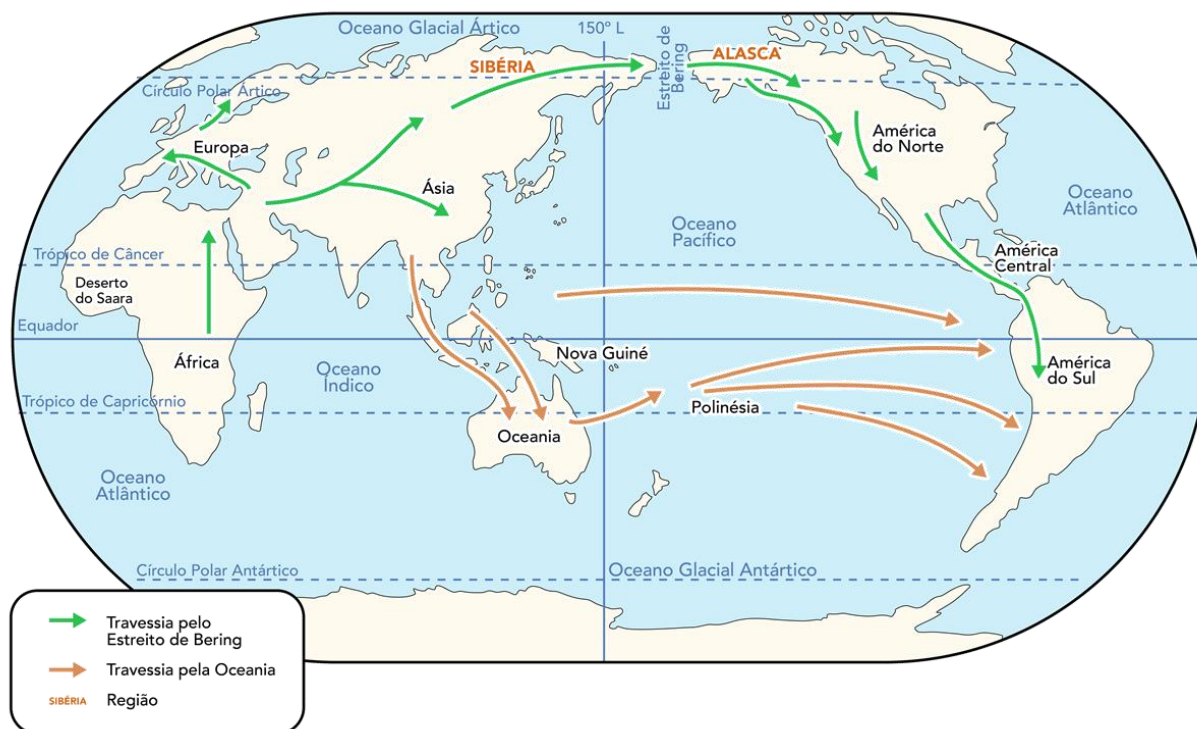 Oceano Glacial Ártico
150º L
Estreito de
Bering
ALASCA
SIBÉRIA
Círculo Polar Ártico
Europa
América
do Norte
Ásia
Oceano
Atlântico
Oceano
Pacífico
Trópico de Câncer
América
Central
Deserto
do Saara
Equador
Nova Guiné
África
Oceano
Índico
América
do Sul
Trópico de Capricórnio
Polinésia
Oceania
Oceano
Atlântico
Círculo Polar Antártico
Oceano Glacial Antártico
Travessia pelo
Estreito de Bering
Travessia pela Oceania
SIBÉRIA Região